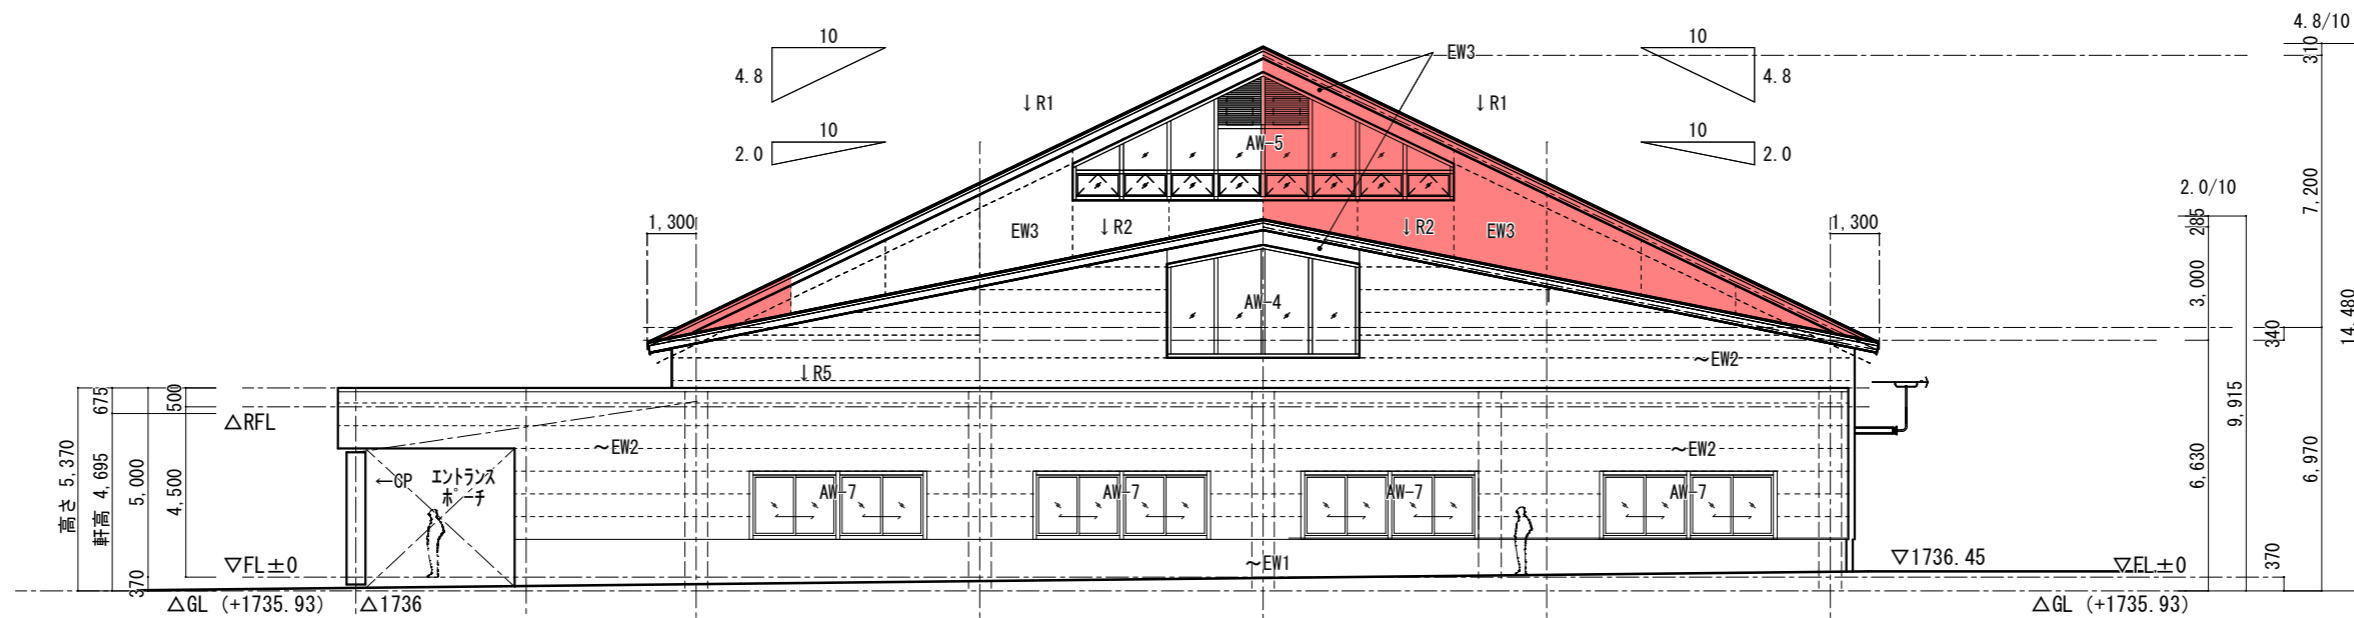 10
4.8
10
2.0
↓R1
EW3
↓R1
10
4.8
10
2.0
4.8/10
310
7,200
2.0/10
285
3,000
340
14,480
9,915
6,630
6,970
370
1,300
1,300
AW-5
EW3
↓R2
↓R2
EW3
AW-4
~EW2
↓R5
675
500
△RFL
高さ 5,370
軒高 4,695
5,000
4,500
370
←CP
エントランス
ポーチ
~EW2
~EW2
AW-7
AW-7
AW-7
AW-7
~EW1
▽FL±0
▽1736.45
▽FL±0
△GL (+1735.93)
△1736
△GL (+1735.93)